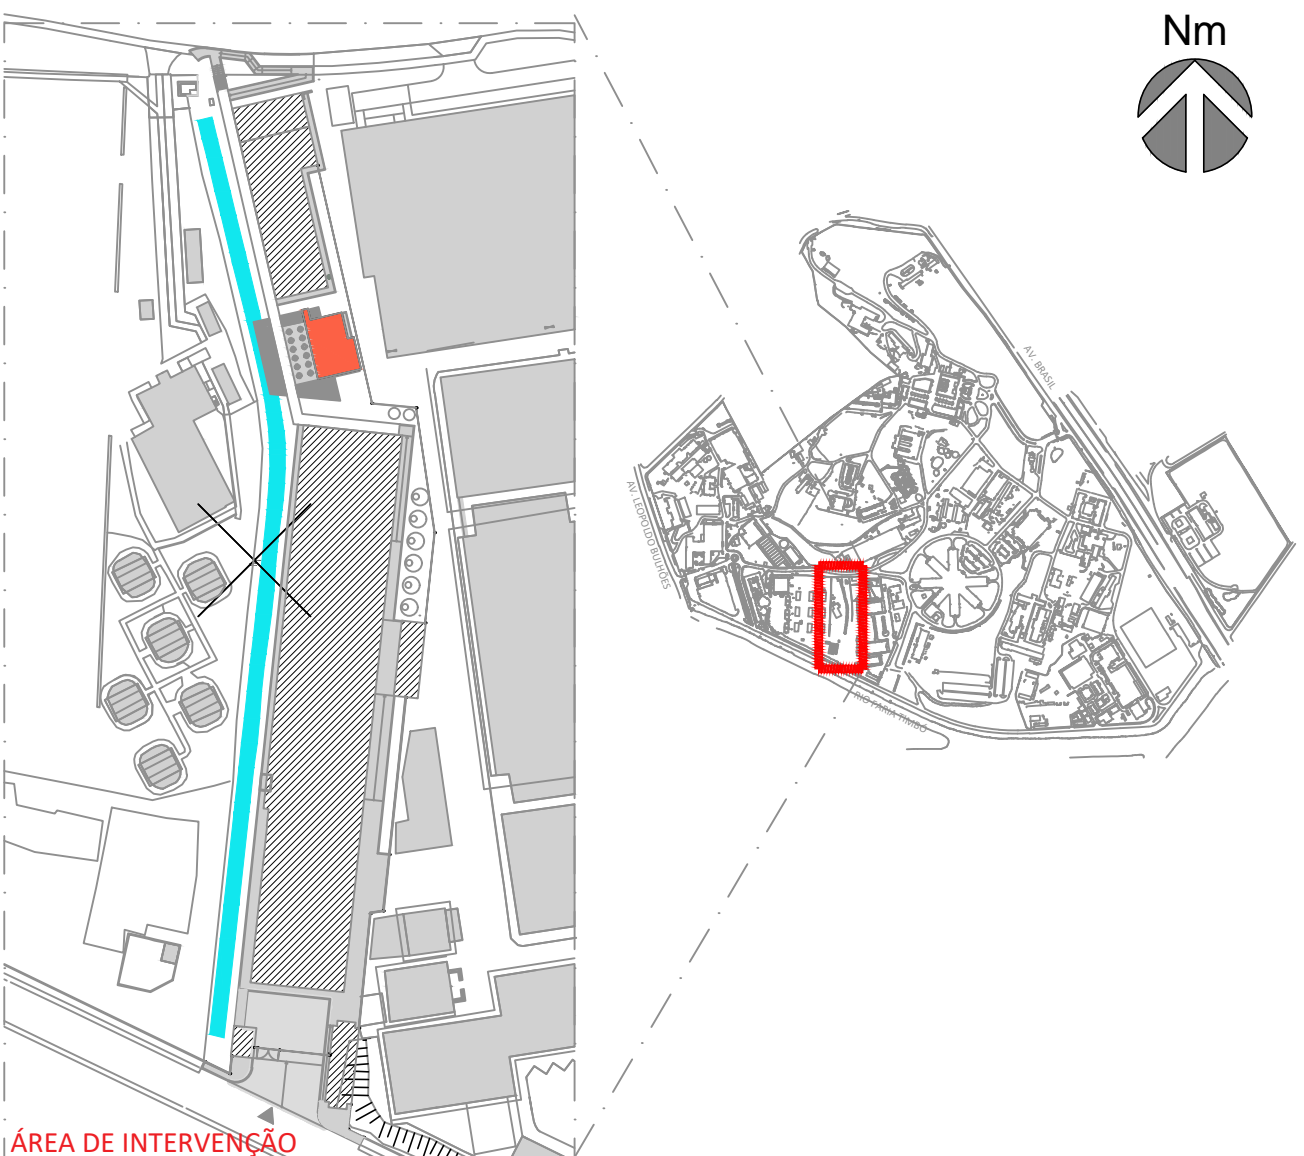 Nm
AV. BRASIL
AV. LEOPOLDO BULHÕES
RIO FARIA TIMBÓ
ÁREA DE INTERVENÇÃO